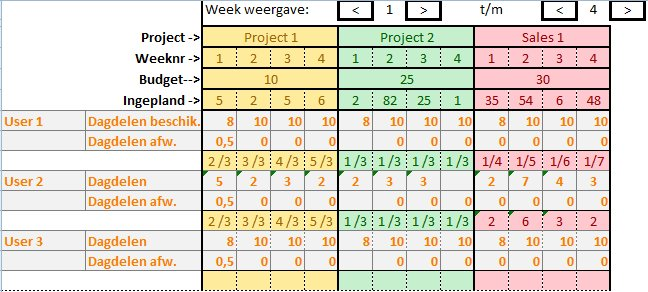 Week weergave: < 1 > t/m < 4 >
Project -> Project 1 Project 2 Sales 1
Weeknr -> 1 2 3 4 1 2 3 4 1 2 3 4
Budget--> 10 25 30
Ingepland -> 5 2 5 6 2 82 25 1 35 54 6 48
User 1 Dagdelen beschik. 8 10 10 10 8 10 10 10 8 10 10 10
Dagdelen afw. 0,5 0 0 0 0 0 0 0 0 0 0 0
2 /3 3 /3 4 /3 5 /3 1 /3 1 /3 1 /3 1 /3 1/4 1/5 1/6 1/7
User 2 Dagdelen 5 2 3 2 2 3 3 2 7 4 3
Dagdelen afw. 0,5 0 0 0 0 0 0 0 0 0 0 0
2 /3 3 /3 4 /3 5 /3 1 /3 1 /3 1 /3 1 /3 2 6 3 2
User 3 Dagdelen 8 10 10 10 8 10 10 10 8 10 10 10
Dagdelen afw. 0,5 0 0 0 0 0 0 0 0 0 0 0